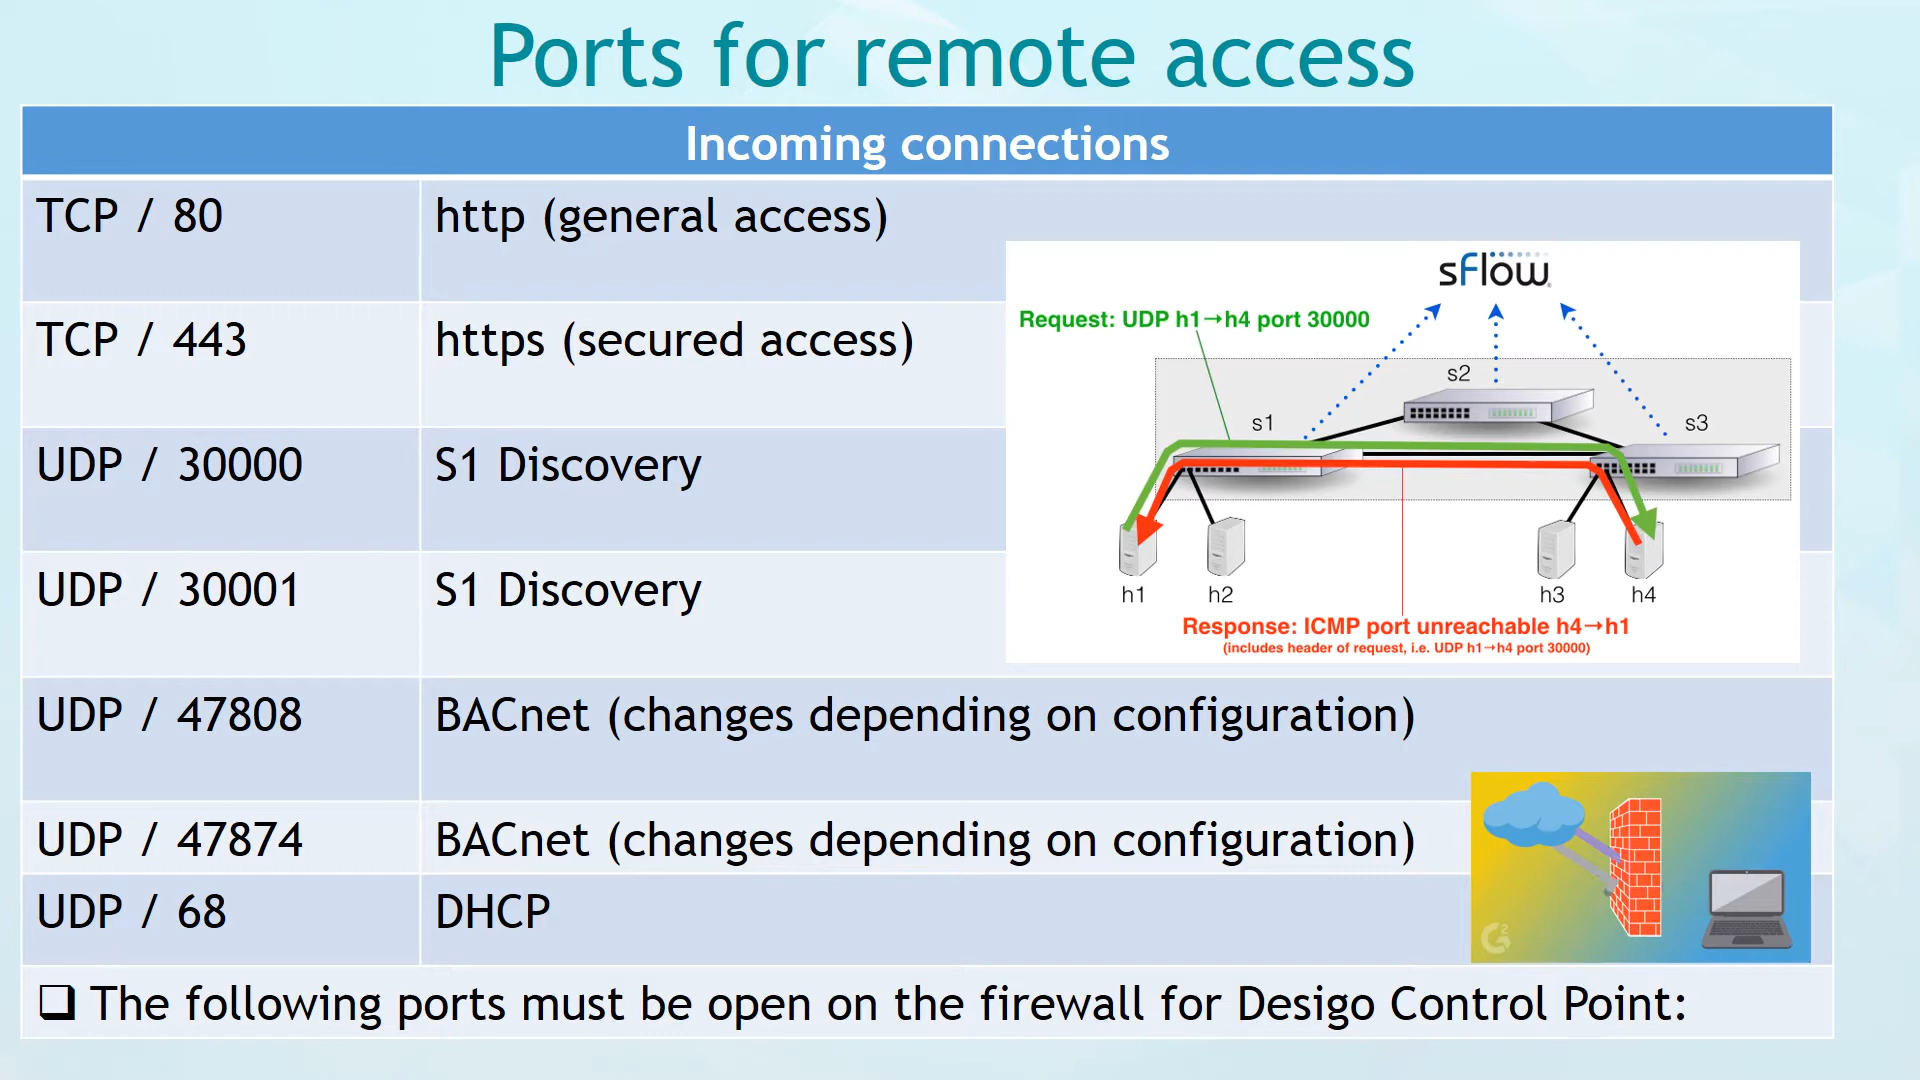 Ports for remote access
Incoming connections
TCP / 80
http (general access)
TCP / 443
https (secured access)
UDP / 30000
S1 Discovery
UDP / 30001
S1 Discovery
UDP / 47808
BACnet (changes depending on configuration)
UDP / 47874
BACnet (changes depending on configuration)
UDP / 68
DHCP
❑ The following ports must be open on the firewall for Desigo Control Point:
sFlow
Request: UDP h1→h4 port 30000
s2
s1
s3
h1
h2
h3
h4
Response: ICMP port unreachable h4→h1
(includes header of request, i.e. UDP h1→h4 port 30000)
G2